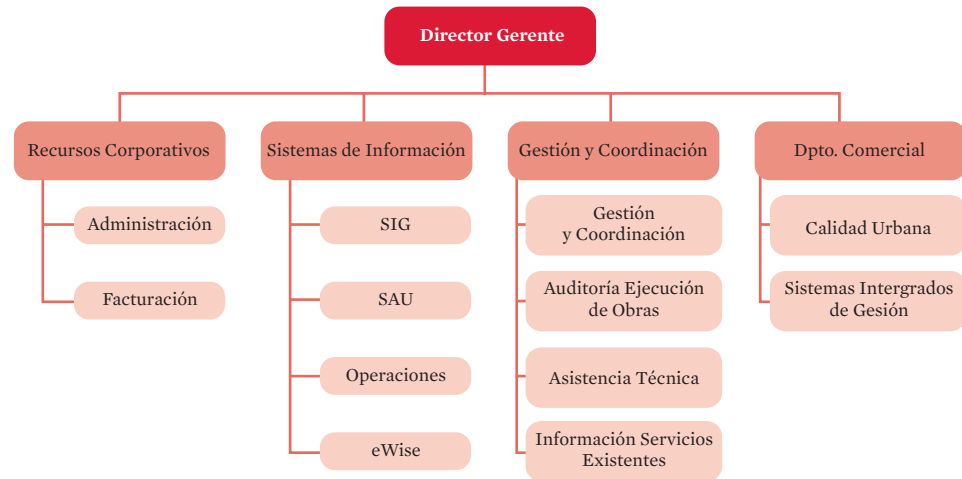 Director Gerente
Recursos Corporativos
Sistemas de Información
Gestión y Coordinación
Dpto. Comercial
Administración
Facturación
SIG
SAU
Operaciones
eWise
Gestión
y Coordinación
Auditoría Ejecución
de Obras
Asistencia Técnica
Información Servicios
Existentes
Calidad Urbana
Sistemas Intergrados
de Gesión